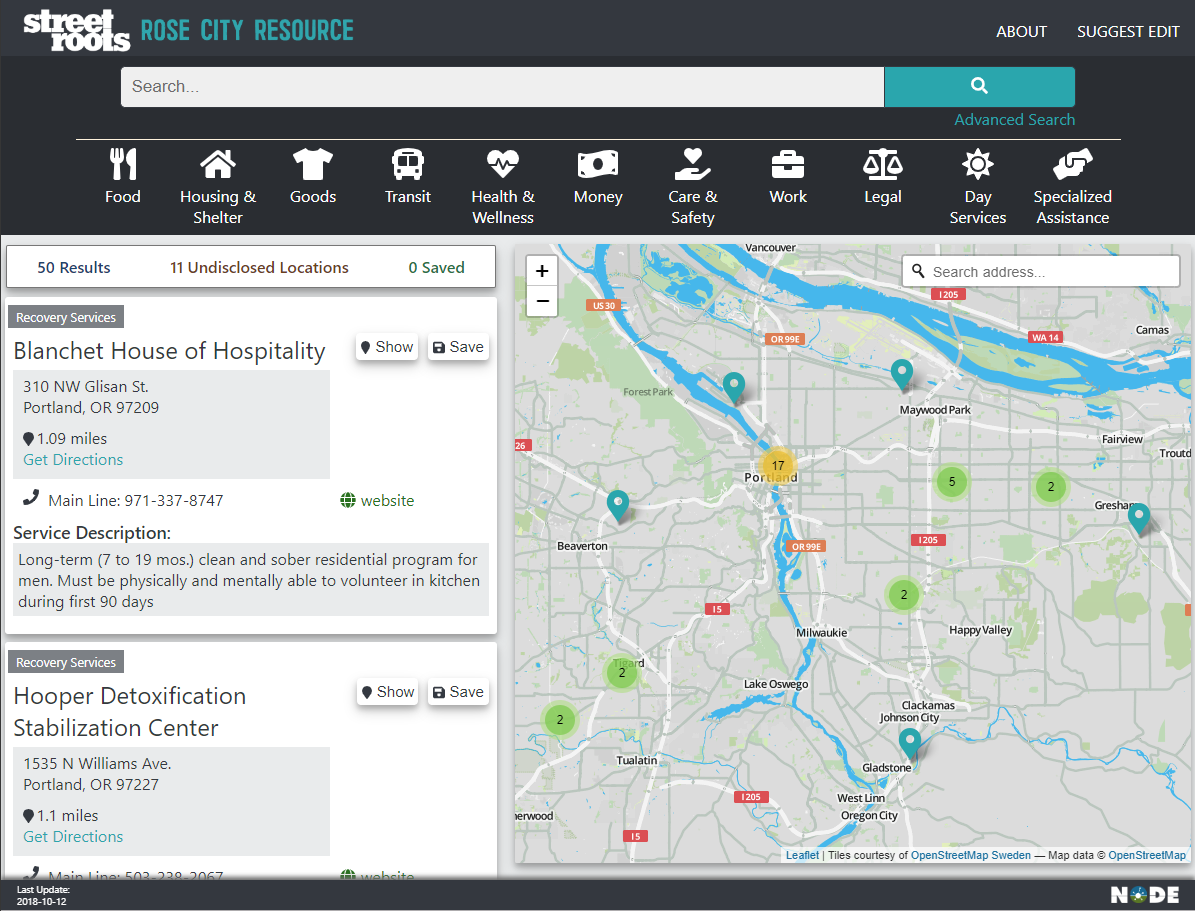 street roots ROSE CITY RESOURCE
ABOUT
SUGGEST EDIT
Search...
Advanced Search
Food
Housing &
Shelter
Goods
Transit
Health &
Wellness
Money
Care &
Safety
Work
Legal
Day
Services
Specialized
Assistance
50 Results
11 Undisclosed Locations
0 Saved
Recovery Services
Blanchet House of Hospitality
Show
Save
310 NW Glisan St.
Portland, OR 97209
1.09 miles
Get Directions
Main Line: 971-337-8747
website
Service Description:
Long-term (7 to 19 mos.) clean and sober residential program for
men. Must be physically and mentally able to volunteer in kitchen
during first 90 days
Recovery Services
Hooper Detoxification
Stabilization Center
Show
Save
1535 N Williams Ave.
Portland, OR 97227
1.1 miles
Get Directions
Main Line: 503-238-2067
website
+
−
Search address...
Vancouver
I 205
US 30
WA 14
Camas
OR 99E
Forest Park
Maywood Park
26
Fairview
Troutd
17
Portland
5
2
Gresham
Beaverton
OR 99E
I 205
2
I 5
Milwaukie
Happy Valley
Tigard
2
Lake Oswego
2
Clackamas
Johnson City
Tualatin
Gladstone
I 205
West Linn
erwood
Oregon City
I 5
Leaflet | Tiles courtesy of OpenStreetMap Sweden — Map data © OpenStreetMap
Last Update:
2018-10-12
NODE